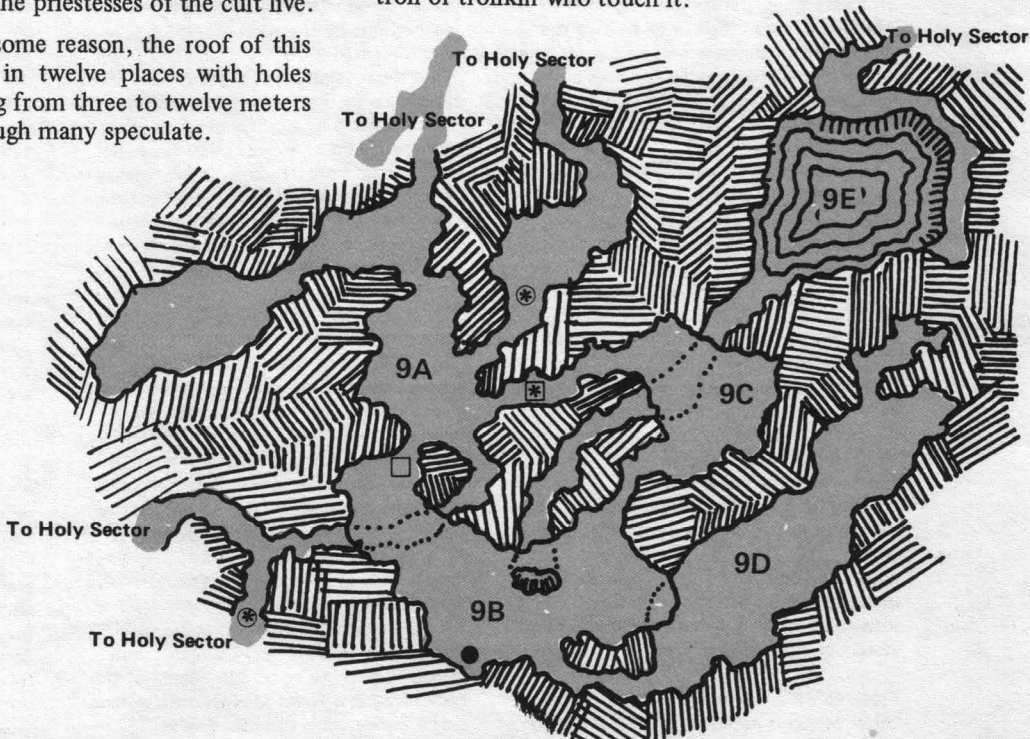 the priestesses of the cult live.
some reason, the roof of this
in twelve places with holes
from three to twelve meters
ugh many speculate.
troll or trollkin who touch it.
To Holy Sector
To Holy Sector
To Holy Sector
9E
9A
9C
To Holy Sector
9D
9B
To Holy Sector